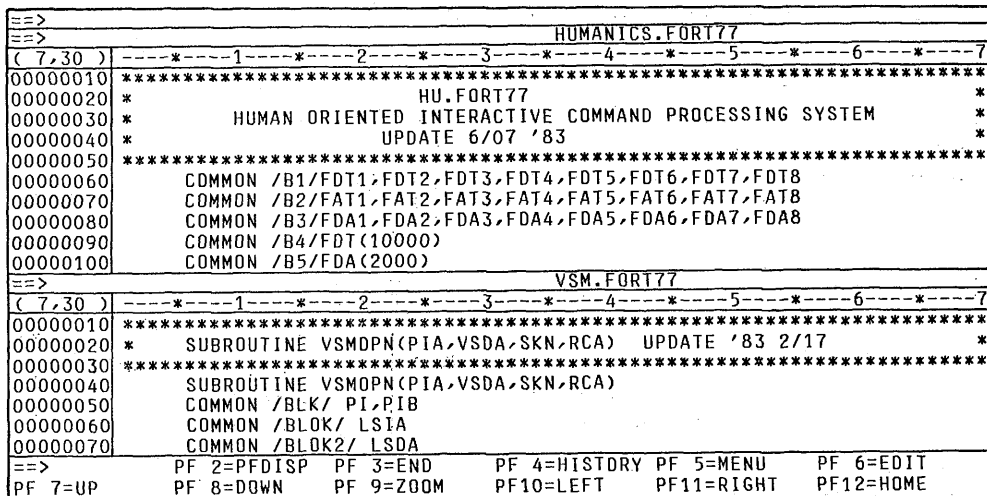 ==>
==> HUMANICS.FORT77
( 7,30 ) ----*----1----*----2----*----3----*----4----*----5----*----6----*----7
00000010 ***********************************************************************
00000020 * HU.FORT77 *
00000030 * HUMAN ORIENTED INTERACTIVE COMMAND PROCESSING SYSTEM *
00000040 * UPDATE 6/07 '83 *
00000050 ***********************************************************************
00000060 COMMON /B1/FDT1,FDT2,FDT3,FDT4,FDT5,FDT6,FDT7,FDT8
00000070 COMMON /B2/FAT1,FAT2,FAT3,FAT4,FAT5,FAT6,FAT7,FAT8
00000080 COMMON /B3/FDA1,FDA2,FDA3,FDA4,FDA5,FDA6,FDA7,FDA8
00000090 COMMON /B4/FDT(10000)
00000100 COMMON /B5/FDA(2000)
==> VSM.FORT77
( 7,30 ) ----*----1----*----2----*----3----*----4----*----5----*----6----*----7
00000010 ***********************************************************************
00000020 * SUBROUTINE VSMOPN(PIA,VSDA,SKN,RCA) UPDATE '83 2/17 *
00000030 ***********************************************************************
00000040 SUBROUTINE VSMOPN(PIA,VSDA,SKN,RCA)
00000050 COMMON /BLK/ PI,PIB
00000060 COMMON /BLOK/ LSIA
00000070 COMMON /BLOK2/ LSDA
==> PF 2=PFDISP PF 3=END PF 4=HISTORY PF 5=MENU PF 6=EDIT
PF 7=UP PF 8=DOWN PF 9=ZOOM PF10=LEFT PF11=RIGHT PF12=HOME